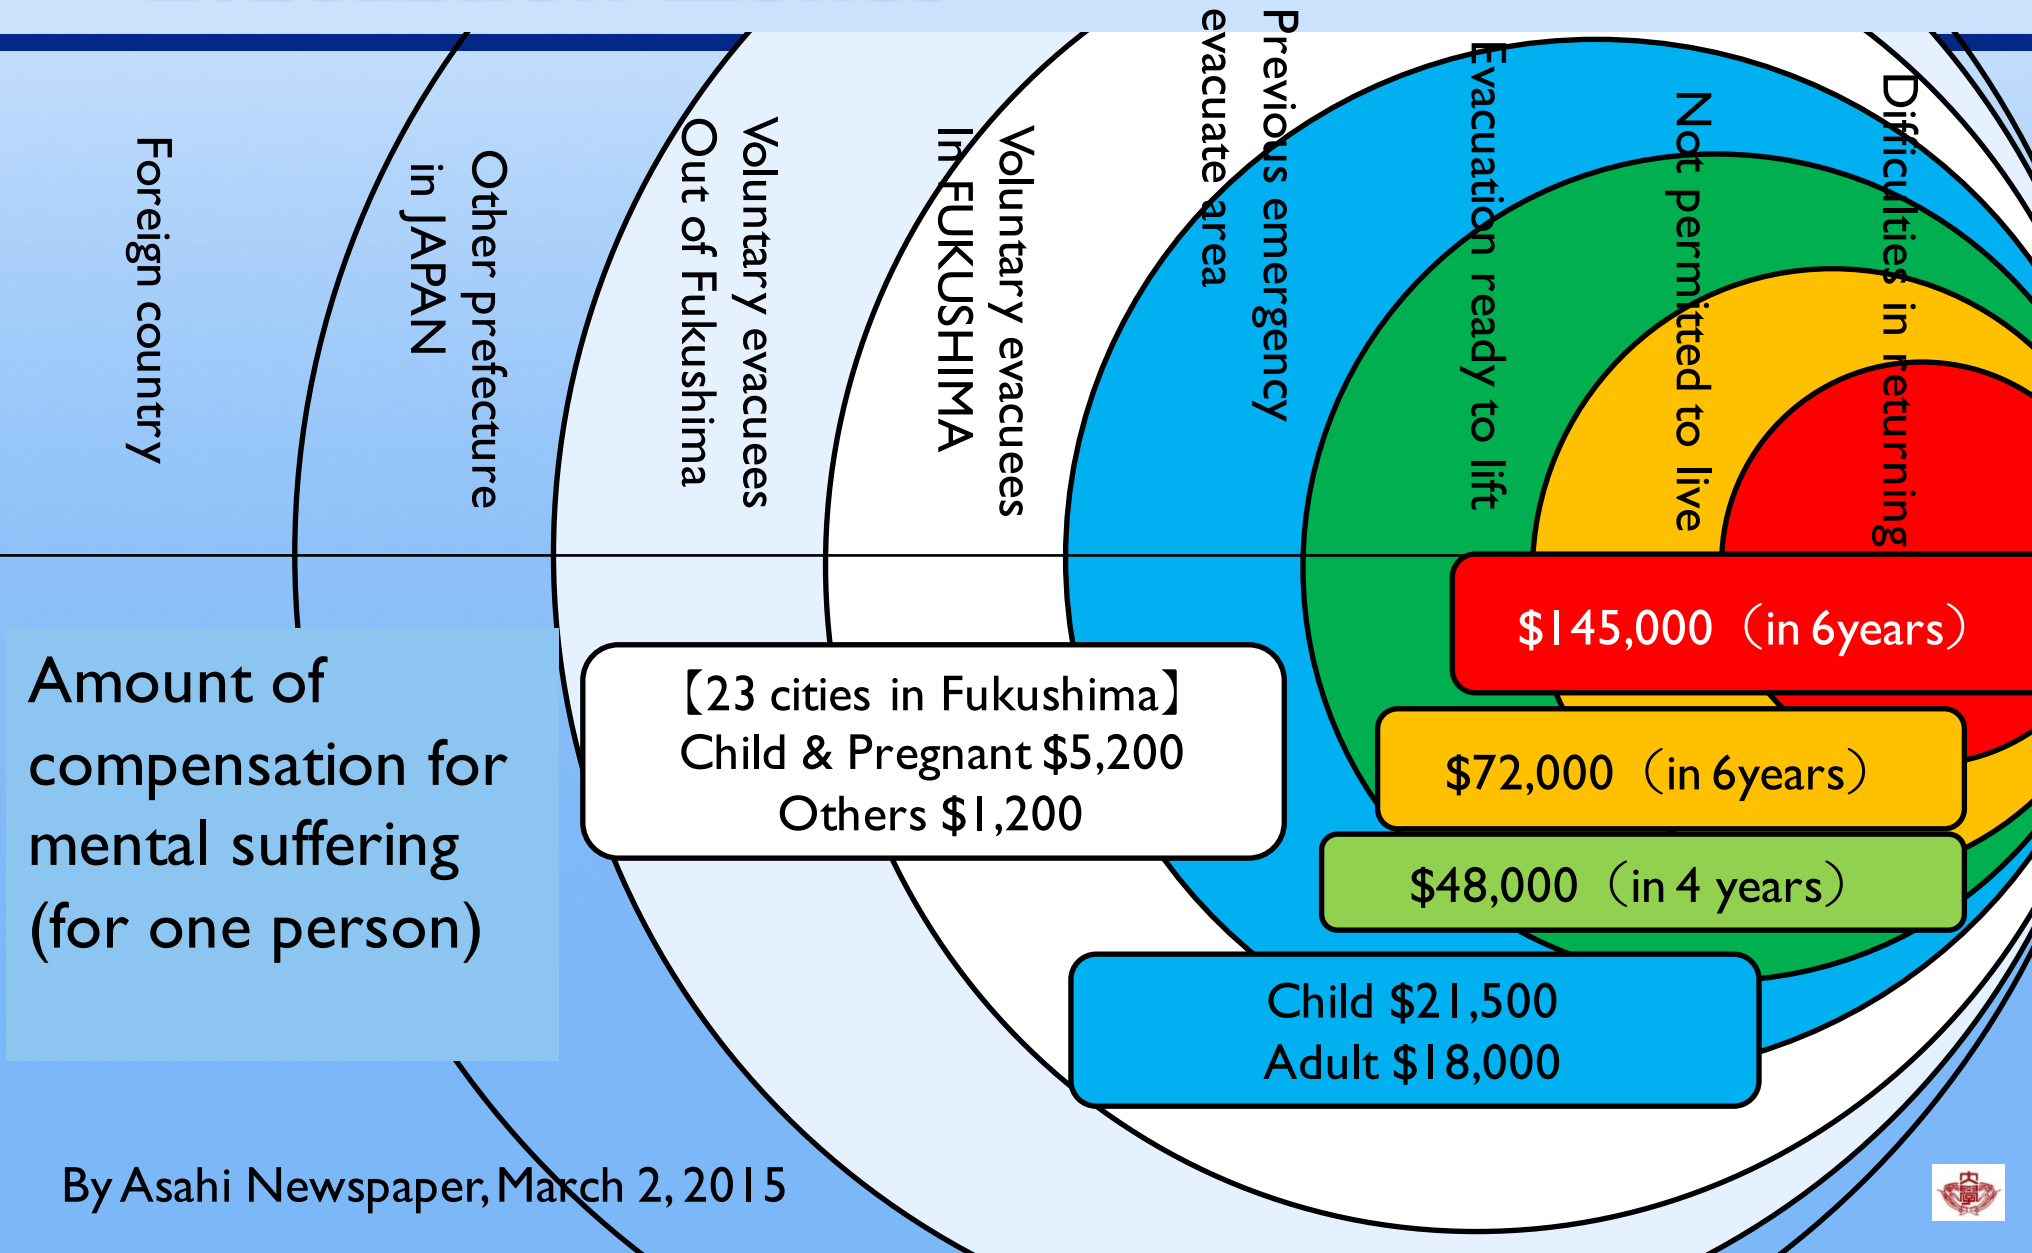 Foreign country
Other prefecture
in JAPAN
Voluntary evacuees
Out of Fukushima
Voluntary evacuees
In FUKUSHIMA
Previous emergency
evacuate area
Evacuation ready to lift
Not permitted to live
Difficulties in returning
$145,000（in 6years）
$72,000（in 6years）
$48,000（in 4 years）
Child $21,500
Adult $18,000
【23 cities in Fukushima】
Child & Pregnant $5,200
Others $1,200
Amount of
compensation for
mental suffering
(for one person)
By Asahi Newspaper, March 2, 2015